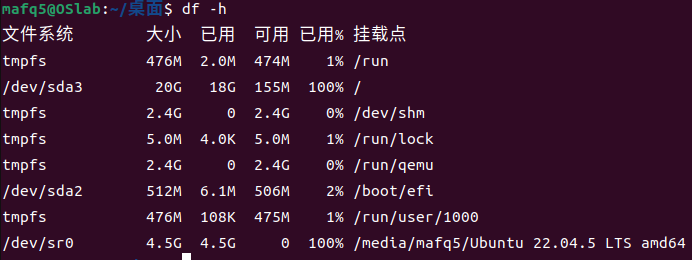 mafq5@OSlab:~/桌面$ df -h
文件系统 大小 已用 可用 已用% 挂载点
tmpfs 476M 2.0M 474M 1% /run
/dev/sda3 20G 18G 155M 100% /
tmpfs 2.4G 0 2.4G 0% /dev/shm
tmpfs 5.0M 4.0K 5.0M 1% /run/lock
tmpfs 2.4G 0 2.4G 0% /run/qemu
/dev/sda2 512M 6.1M 506M 2% /boot/efi
tmpfs 476M 108K 475M 1% /run/user/1000
/dev/sr0 4.5G 4.5G 0 100% /media/mafq5/Ubuntu 22.04.5 LTS amd64